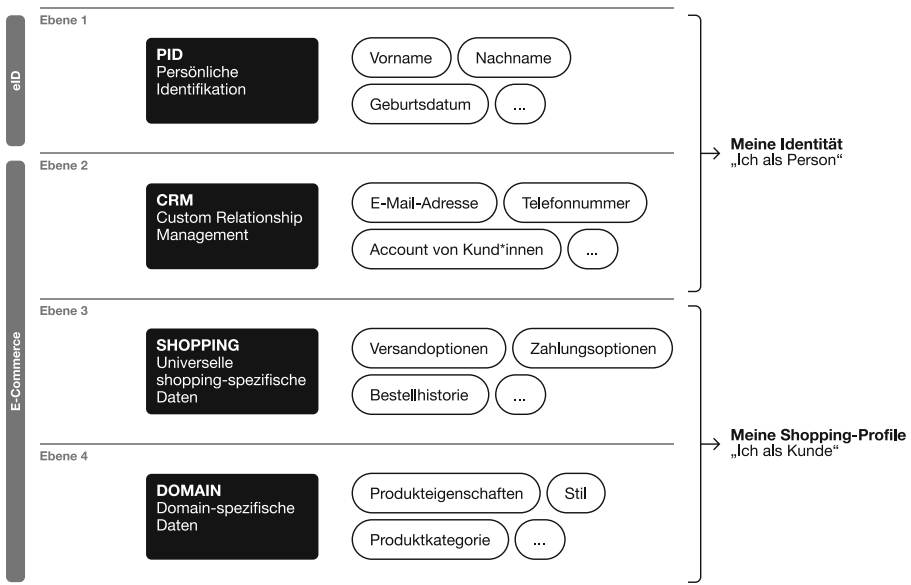 Ebene 1
eID
PID
Persönliche
Identifikation
Vorname
Nachname
Geburtsdatum
...
Meine Identität
„Ich als Person“
Ebene 2
E-Commerce
CRM
Custom Relationship
Management
E-Mail-Adresse
Telefonnummer
Account von Kund*innen
...
Ebene 3
SHOPPING
Universelle
shopping-spezifische
Daten
Versandoptionen
Zahlungsoptionen
Bestellhistorie
...
Meine Shopping-Profile
„Ich als Kunde“
Ebene 4
DOMAIN
Domain-spezifische
Daten
Produkteigenschaften
Stil
Produktkategorie
...